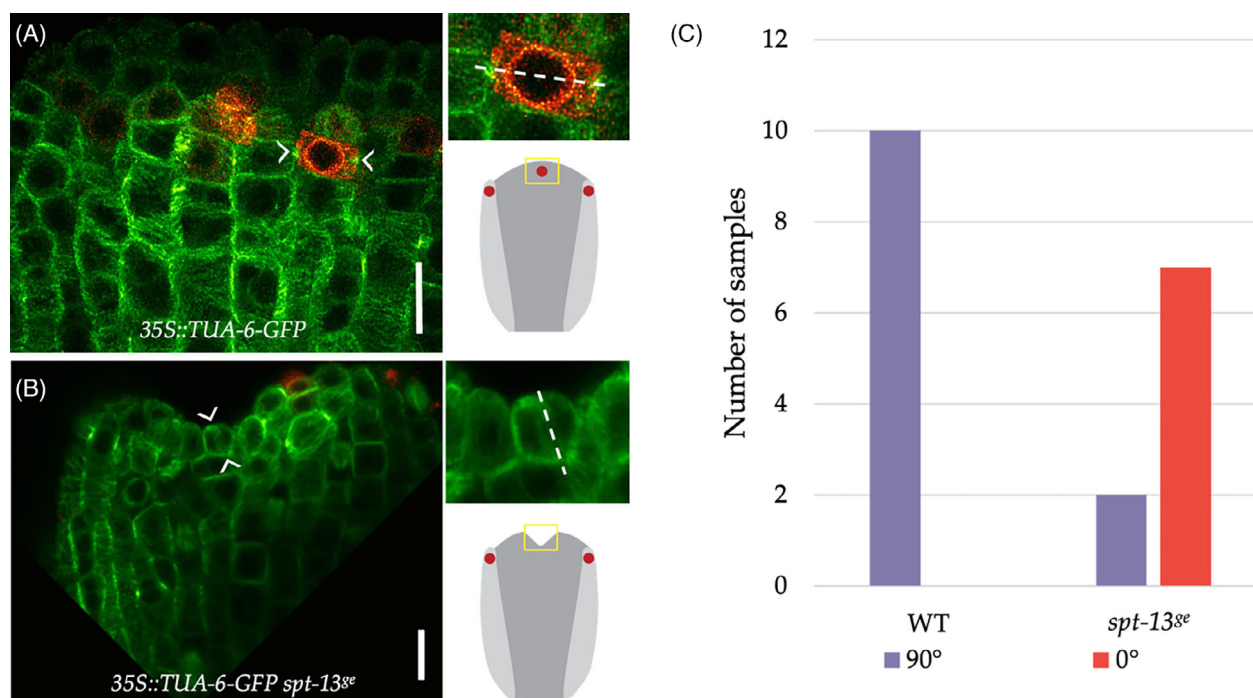 (A)
35S::TUA-6-GFP
(B)
35S::TUA-6-GFP spt-13ᵍᵉ
(C)
Number of samples
12
10
8
6
4
2
0
WT spt-13ᵍᵉ
90° 0°